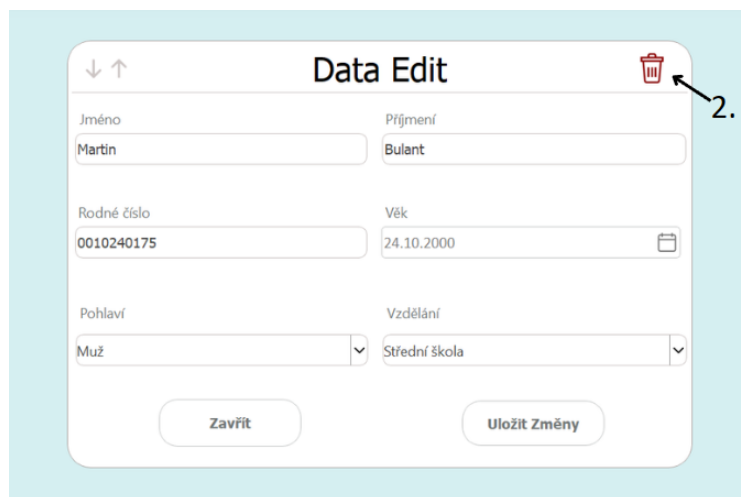 Data Edit
2.
Jméno
Příjmení
Martin
Bulant
Rodné číslo
Věk
0010240175
24.10.2000
Pohlaví
Vzdělání
Muž
Střední škola
Zavřít
Uložit Změny